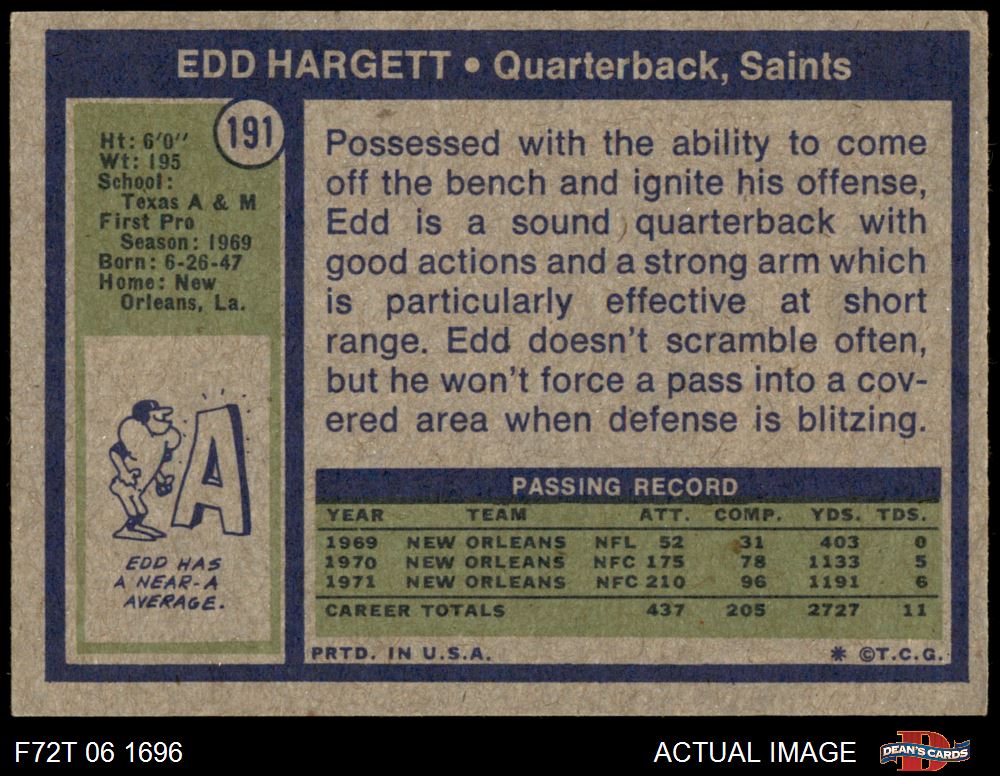 EDD HARGETT • Quarterback, Saints
191
Ht: 6'0''
Wt: 195
School:
Texas A & M
First Pro
Season: 1969
Born: 6-26-47
Home: New
Orleans, La.
Possessed with the ability to come
off the bench and ignite his offense,
Edd is a sound quarterback with
good actions and a strong arm which
is particularly effective at short
range. Edd doesn't scramble often,
but he won't force a pass into a cov-
ered area when defense is blitzing.
A
EDD HAS
A NEAR-A
AVERAGE.
PASSING RECORD
YEAR TEAM ATT. COMP. YDS. TDS.
1969 NEW ORLEANS NFL 52 31 403 0
1970 NEW ORLEANS NFC 175 78 1133 5
1971 NEW ORLEANS NFC 210 96 1191 6
CAREER TOTALS 437 205 2727 11
PRTD. IN U.S.A. * ©T.C.G.
F72T 06 1696 ACTUAL IMAGE D DEAN'S CARDS